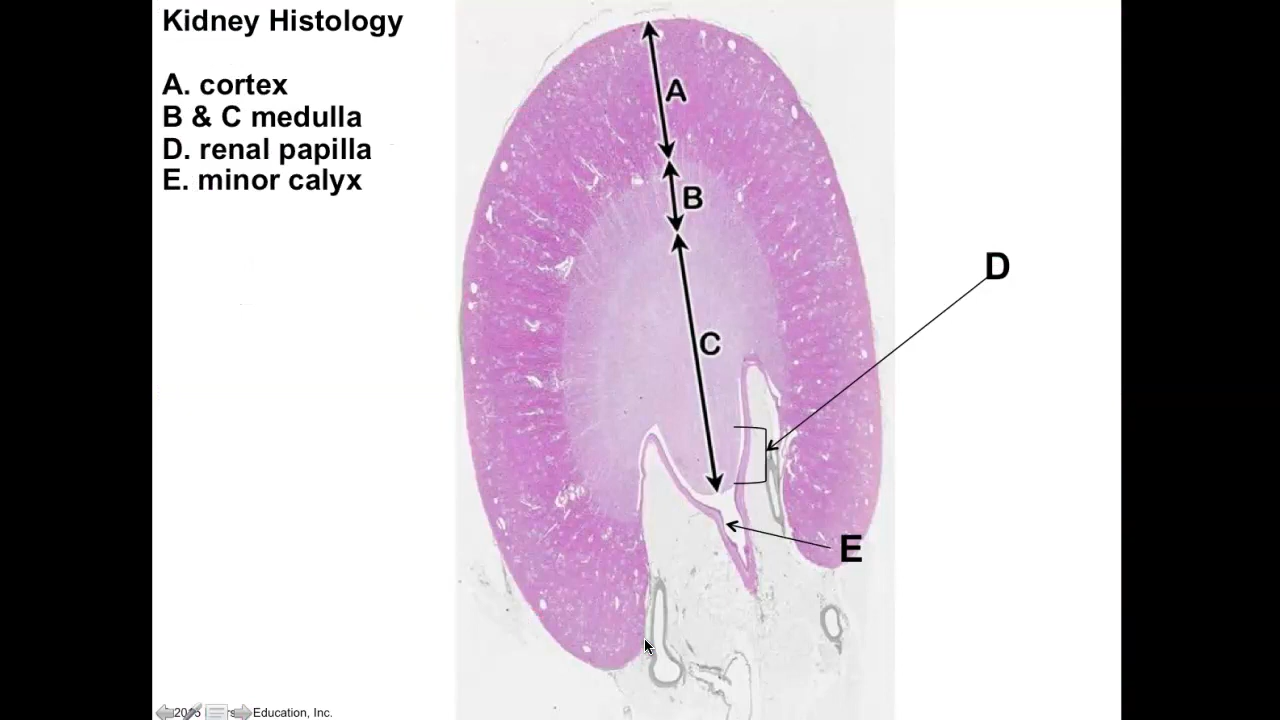 Kidney Histology
A. cortex
B & C medulla
D. renal papilla
E. minor calyx
A
B
C
D
E
Education, Inc.